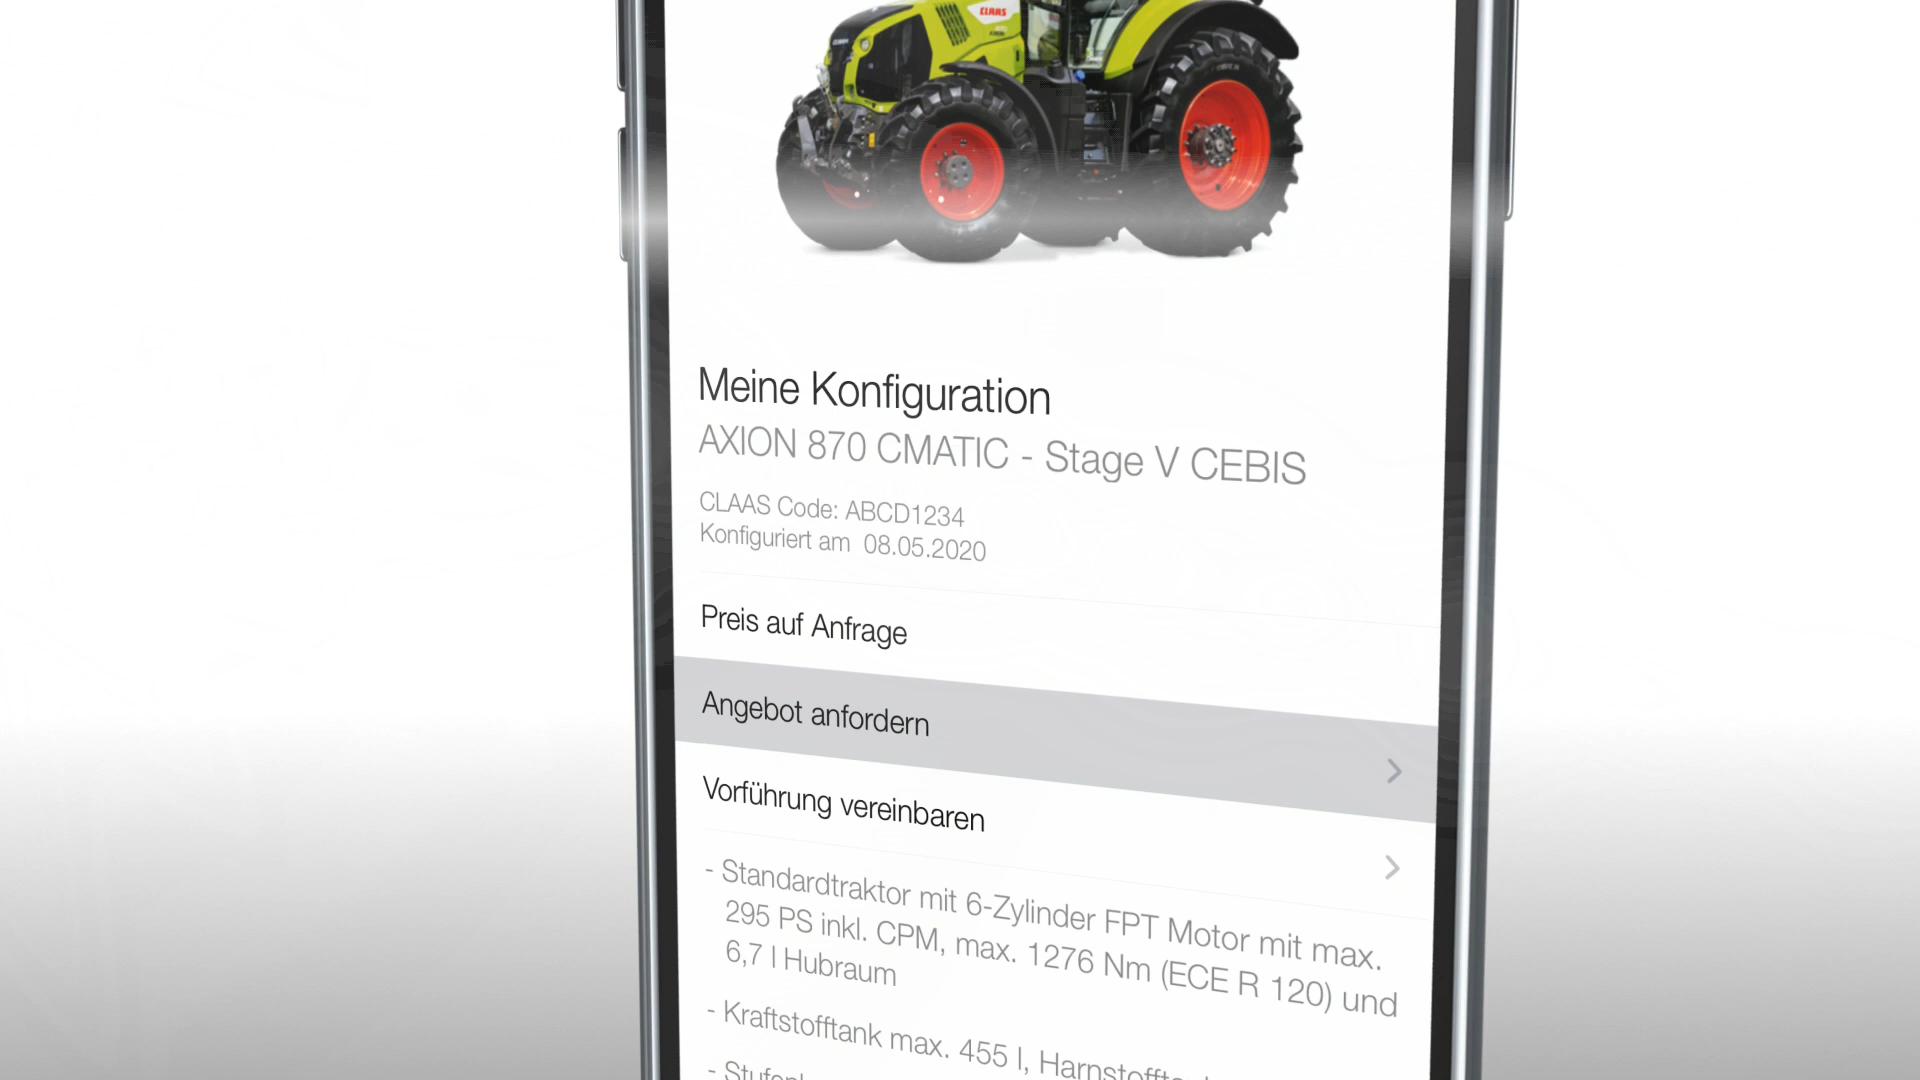 CLAAS
Meine Konfiguration
AXION 870 CMATIC - Stage V CEBIS
CLAAS Code: ABCD1234
Konfiguriert am 08.05.2020
Preis auf Anfrage
Angebot anfordern
Vorführung vereinbaren
- Standardtraktor mit 6-Zylinder FPT Motor mit max.
295 PS inkl. CPM, max. 1276 Nm (ECE R 120) und
6,7 l Hubraum
- Kraftstofftank max. 455 l,